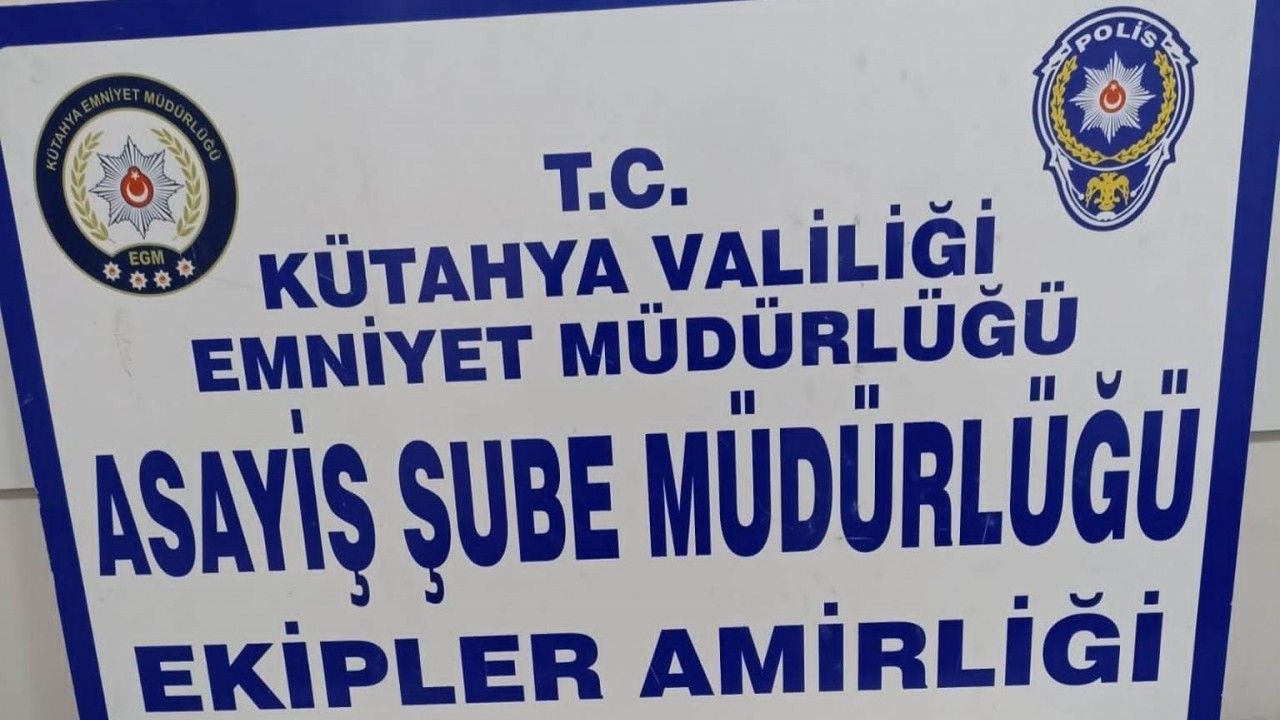 KÜTAHYA EMNİYET MÜDÜRLÜĞÜ
EGM
POLİS
T.C.
KÜTAHYA VALİLİĞİ
EMNİYET MÜDÜRLÜĞÜ
ASAYİŞ ŞUBE MÜDÜRLÜĞÜ
EKİPLER AMİRLİĞİ